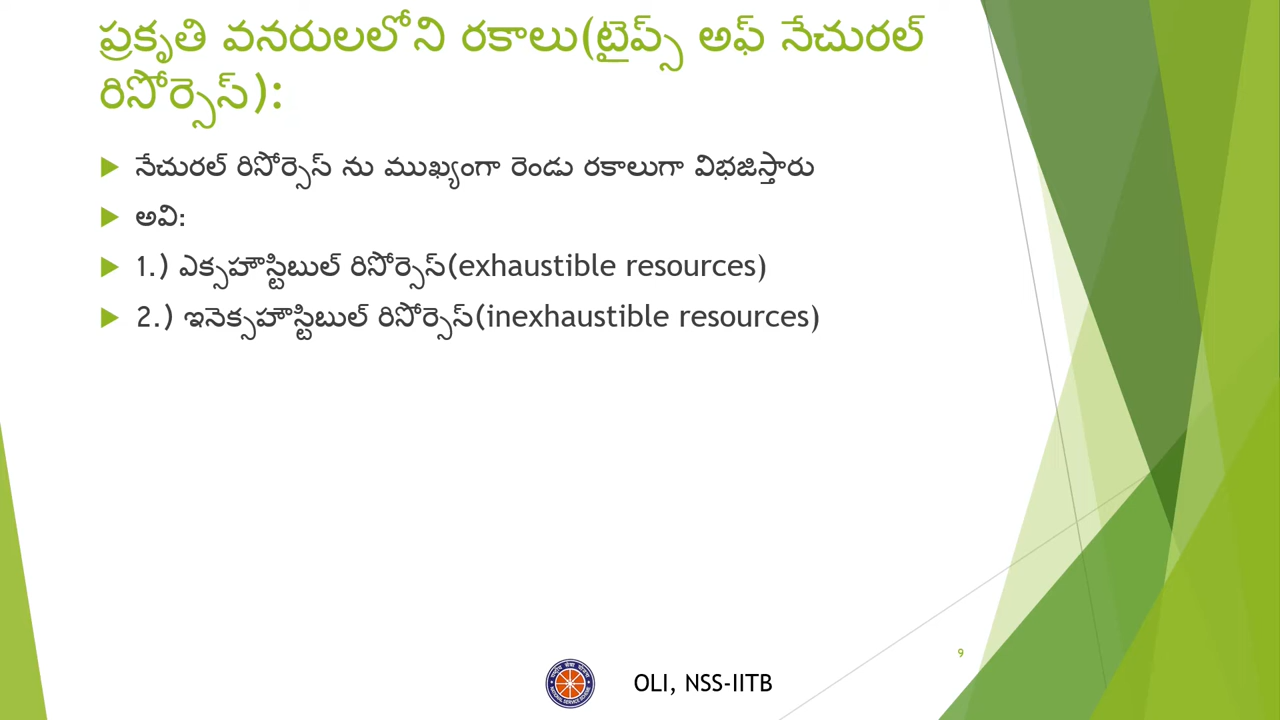 ప్రకృతి వనరులలోని రకాలు(టైప్స్ అఫ్ నేచురల్
రిసోర్సెస్):
నేచురల్ రిసోర్సెస్ ను ముఖ్యంగా రెండు రకాలుగా విభజిస్తారు
అవి:
1.) ఎక్సహౌస్టిబుల్ రిసోర్సెస్(exhaustible resources)
2.) ఇనెక్సహౌస్టిబుల్ రిసోర్సెస్(inexhaustible resources)
9
OLI, NSS-IITB